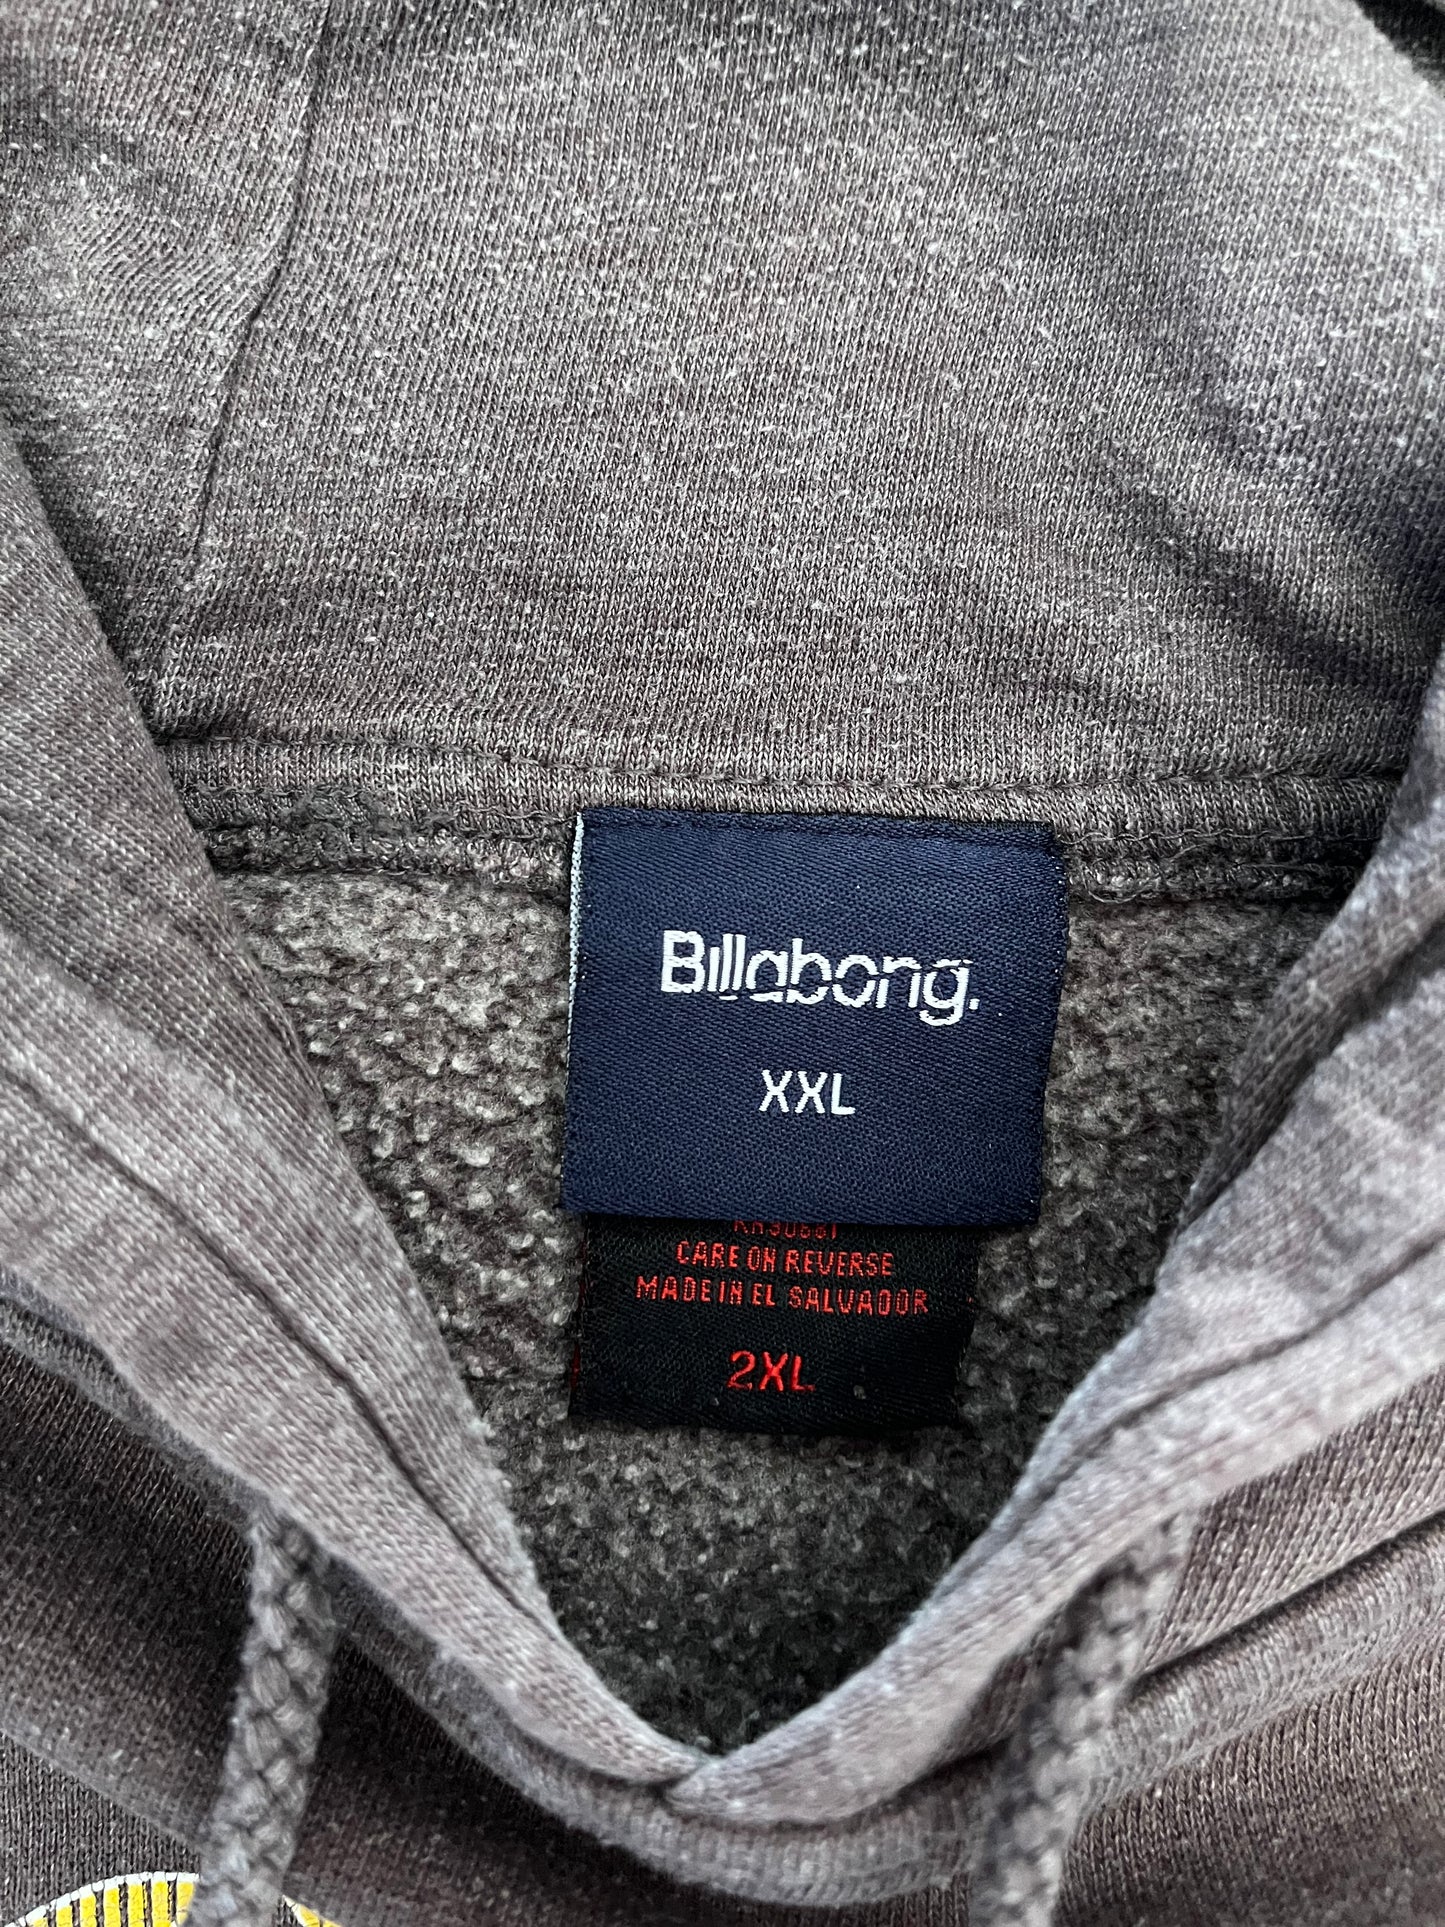 Billabong.
XXL
CARE ON REVERSE
MADE IN EL SALVADOR
2XL